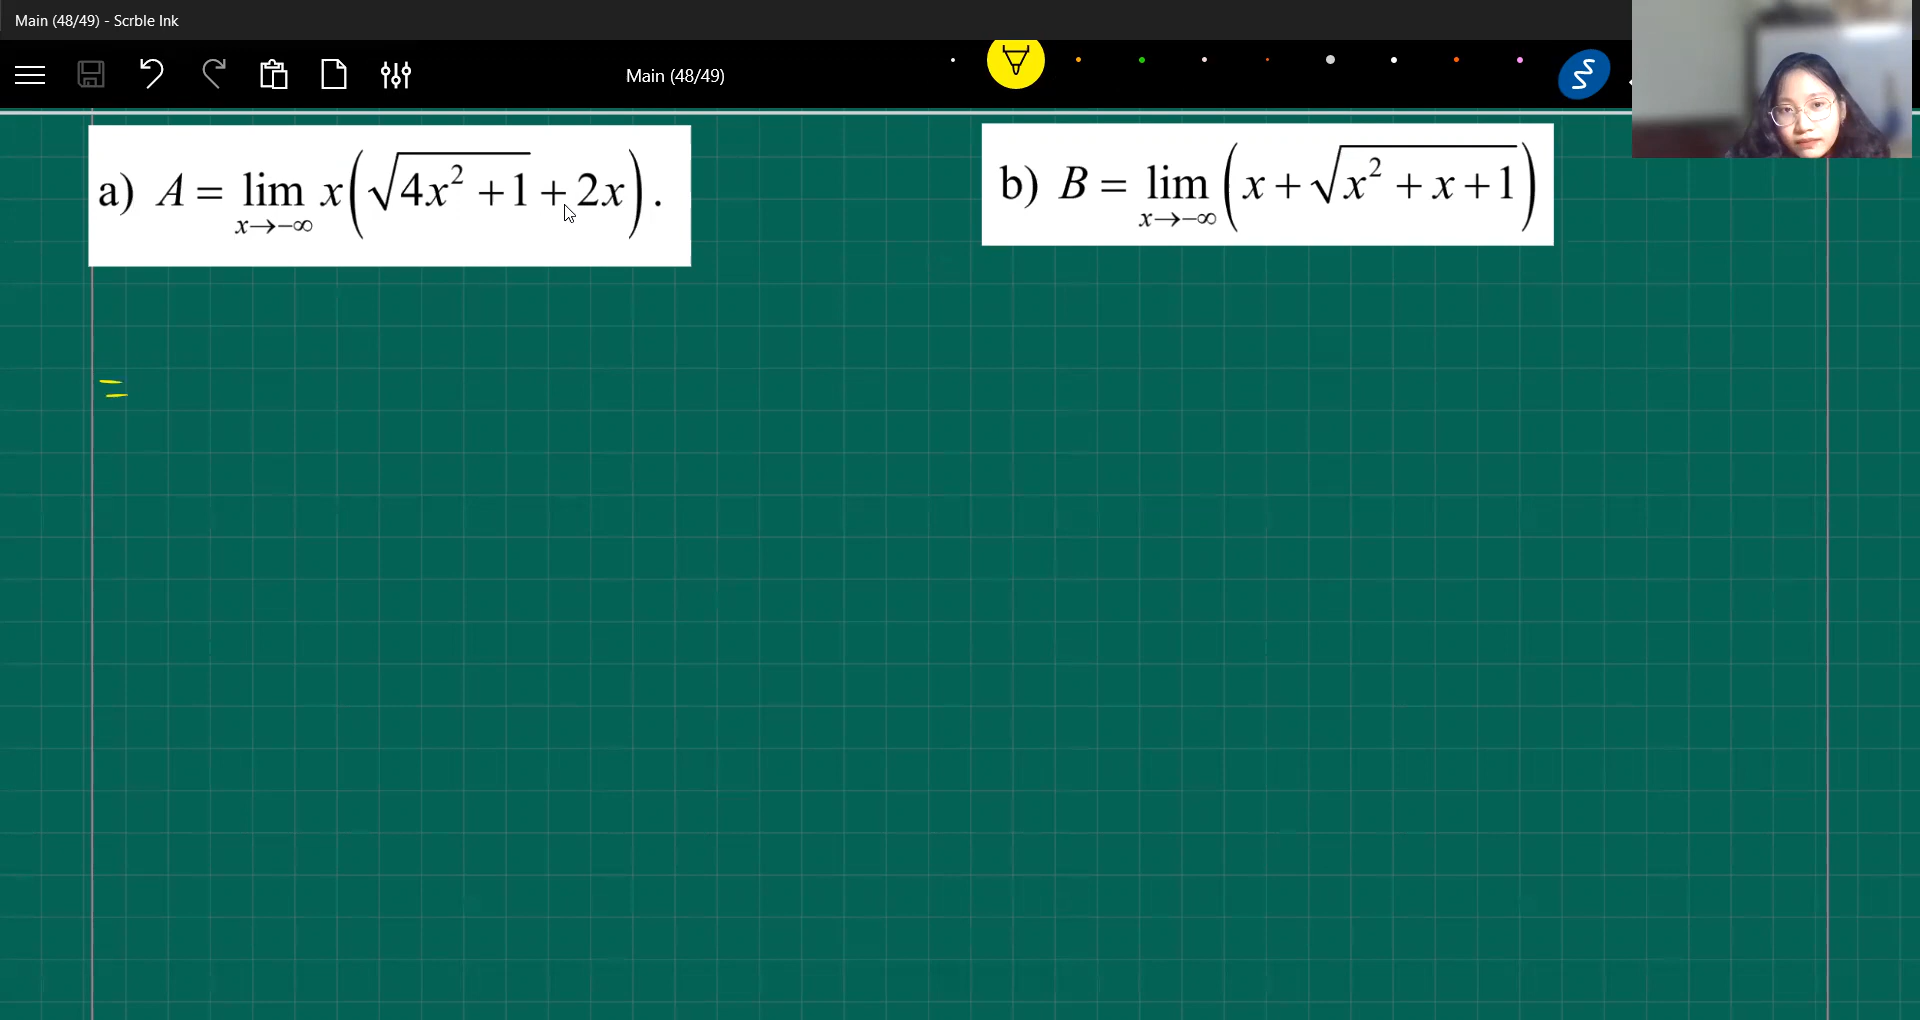 Main (48/49) - Scrble Ink
Main (48/49)
a) A = lim x→−∞ x(√(4x² + 1) + 2x).
b) B = lim x→−∞ (x + √(x² + x + 1))
=